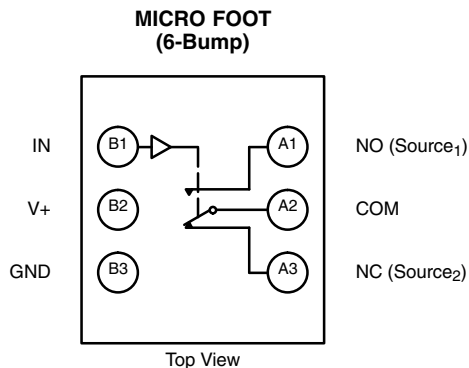 MICRO FOOT
(6-Bump)
IN B1 A1 NO (Source1)
V+ B2 A2 COM
GND B3 A3 NC (Source2)
Top View